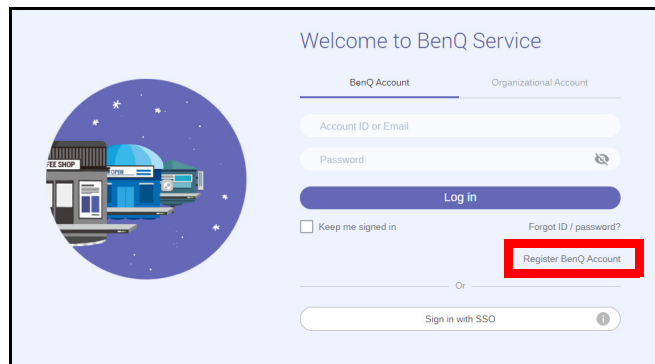 Welcome to BenQ Service
BenQ Account
Organizational Account
Account ID or Email
Password
Log in
Keep me signed in
Forgot ID / password?
Register BenQ Account
Or
Sign in with SSO
FEE SHOP
OPEN